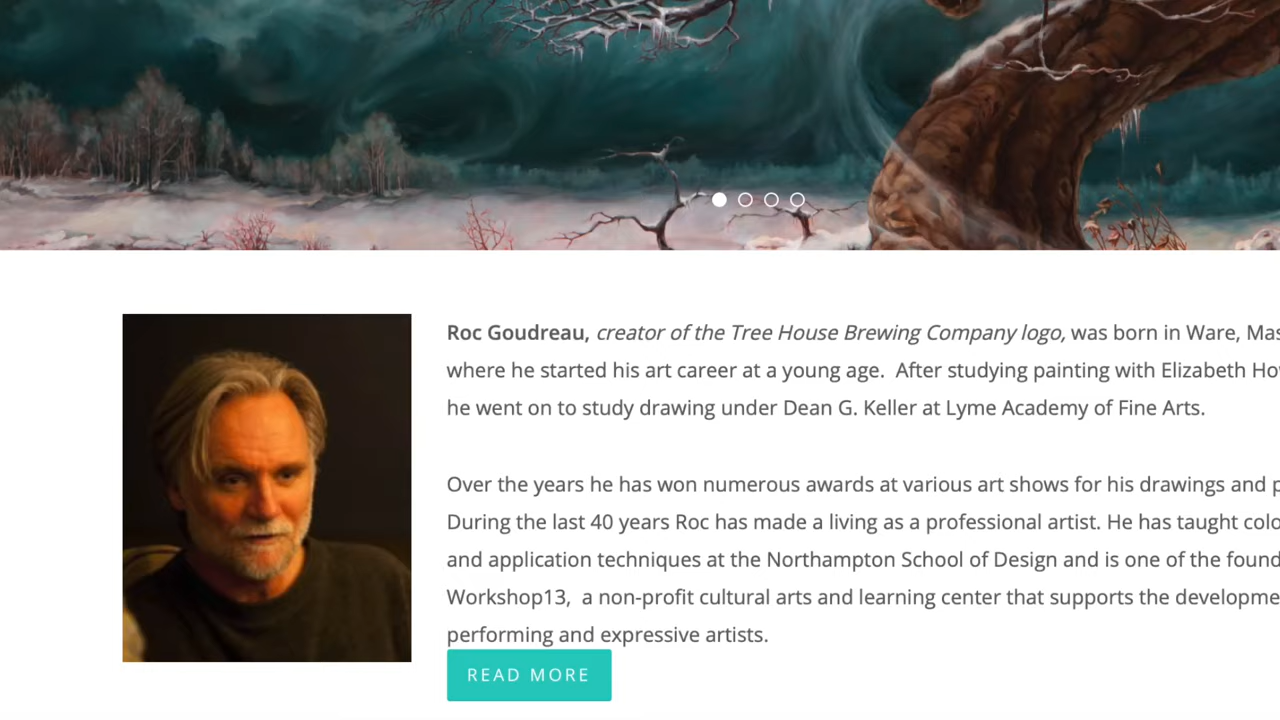 Roc Goudreau, creator of the Tree House Brewing Company logo, was born in Ware, Mas
where he started his art career at a young age. After studying painting with Elizabeth Ho
he went on to study drawing under Dean G. Keller at Lyme Academy of Fine Arts.
Over the years he has won numerous awards at various art shows for his drawings and p
During the last 40 years Roc has made a living as a professional artist. He has taught colo
and application techniques at the Northampton School of Design and is one of the found
Workshop13, a non-profit cultural arts and learning center that supports the developme
performing and expressive artists.
READ MORE